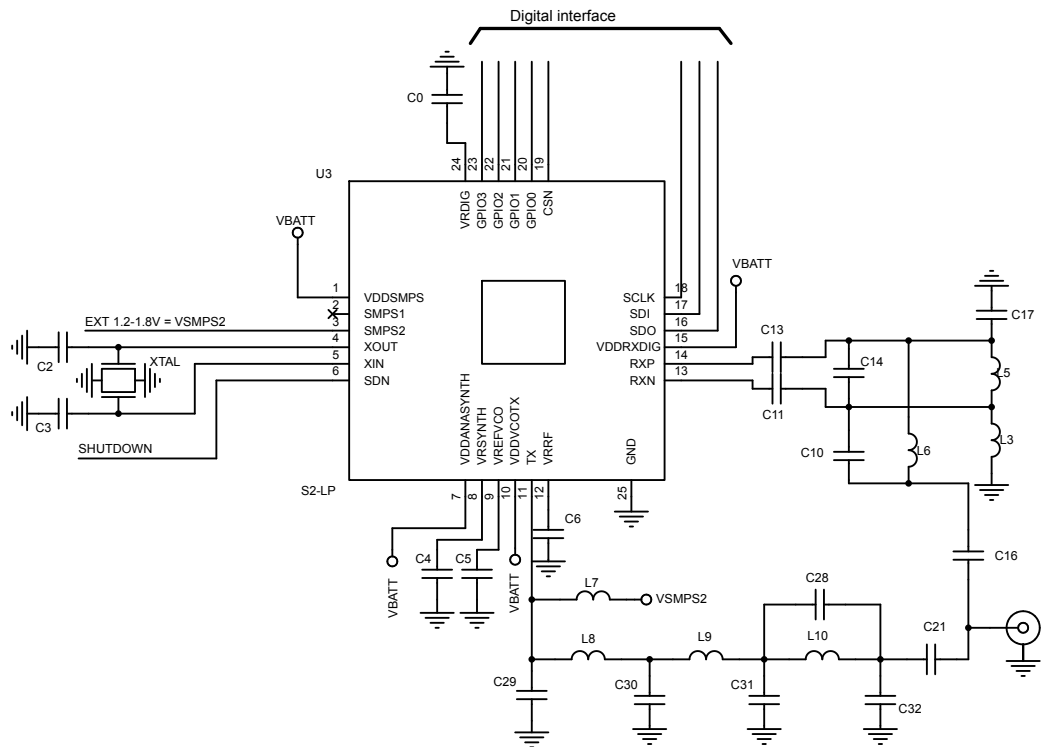 Digital interface
C0
24
23
22
21
20
19
U3
VRDIG
GPIO3
GPIO2
GPIO1
GPIO0
CSN
VBATT
VBATT
1
VDDSMPS
SCLK
18
2
SMPS1
SDI
17
C17
EXT 1.2-1.8V = VSMPS2
3
SMPS2
SDO
16
C13
4
XOUT
VDDRXDIG
15
C2
XTAL
5
XIN
RXP
14
C14
L5
6
SDN
RXN
13
C3
C11
SHUTDOWN
VDDANASYNTH
VRSYNTH
VREFVCO
VDDVCOTX
TX
VRRF
GND
C10
L6
L3
S2-LP
7
8
9
10
11
12
25
C6
C4
C5
C16
VBATT
VBATT
L7
VSMPS2
C28
L8
L9
L10
C21
C29
C30
C31
C32